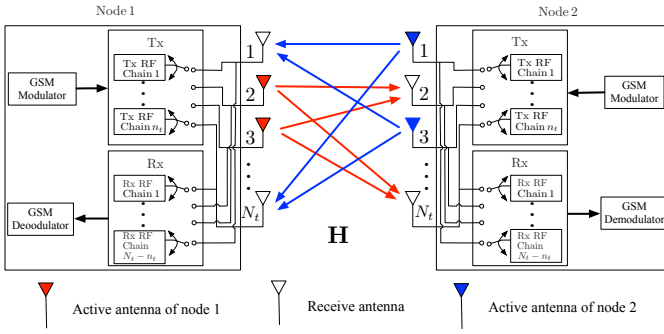 Node 1
Tx
Tx RF
Chain 1
Tx RF
Chain n_t
GSM
Modulator
Rx
Rx RF
Chain 1
Rx RF
Chain
N_t − n_t
GSM
Deodulator
1
2
3
N_t
H
1
2
3
N_t
Node 2
Tx
Tx RF
Chain 1
Tx RF
Chain n_t
GSM
Modulator
Rx
Rx RF
Chain 1
Rx RF
Chain
N_t − n_t
GSM
Demodulator
Active antenna of node 1
Receive antenna
Active antenna of node 2